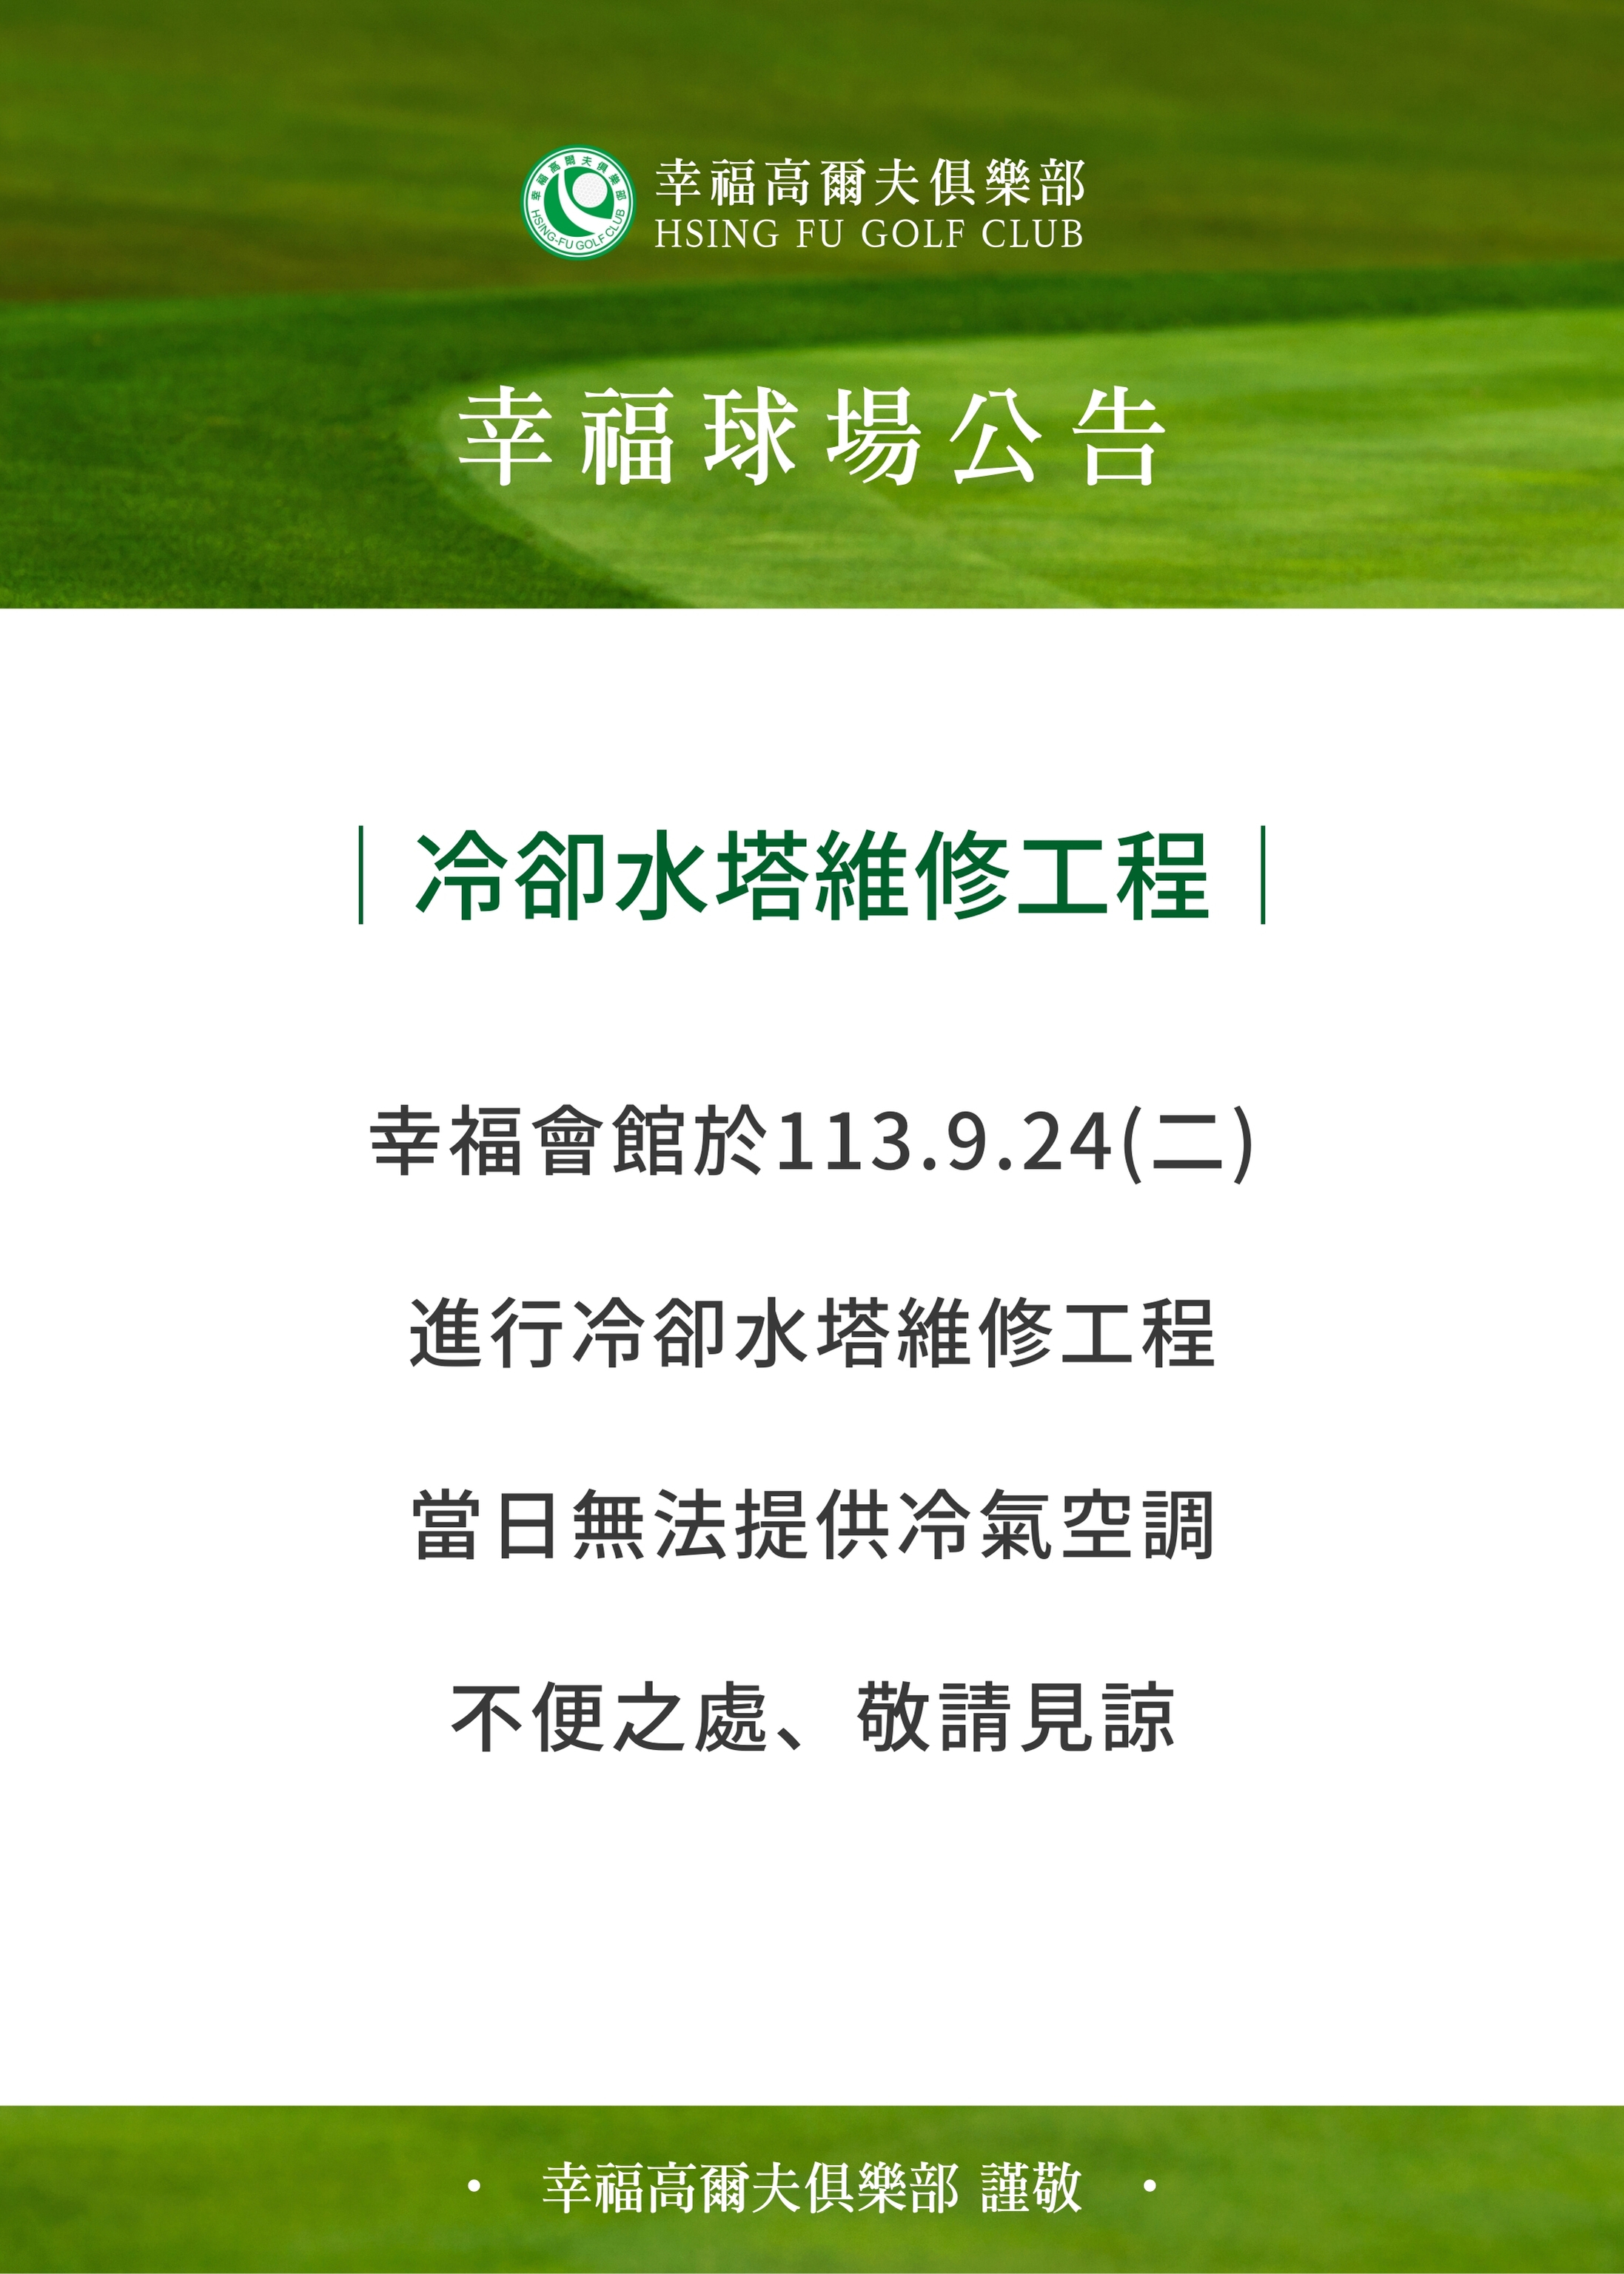 幸福高爾夫俱樂部
HSING-FU GOLF CLUB
幸福高爾夫俱樂部
HSING FU GOLF CLUB
幸福球場公告
冷卻水塔維修工程
幸福會館於113.9.24(二)
進行冷卻水塔維修工程
當日無法提供冷氣空調
不便之處、敬請見諒
• 幸福高爾夫俱樂部 謹敬 •